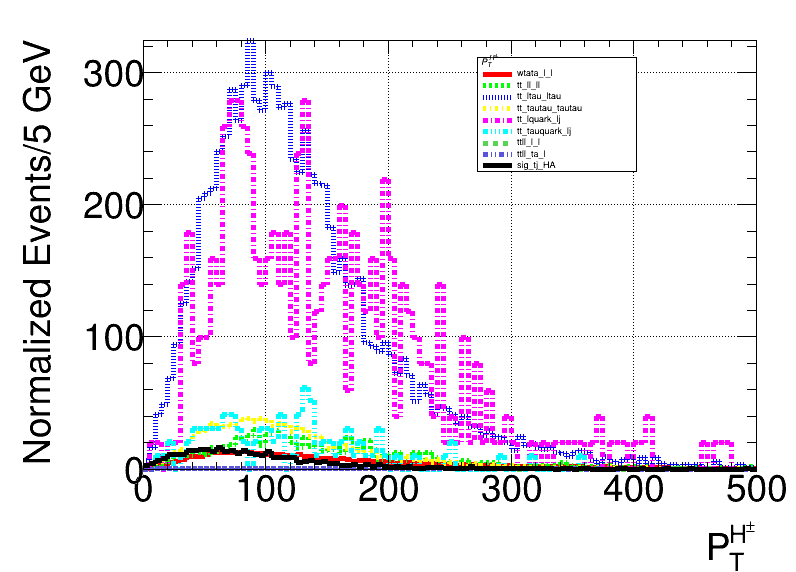 Normalized Events/5 GeV
300
200
100
0
P_T^{H^±}
wtata_l_l
tt_ll_ll
tt_ltau_ltau
tt_tautau_tautau
tt_lquark_lj
tt_tauquark_lj
ttll_l_l
ttll_ta_l
sig_tj_HA
0 100 200 300 400 500
P_T^{H^±}